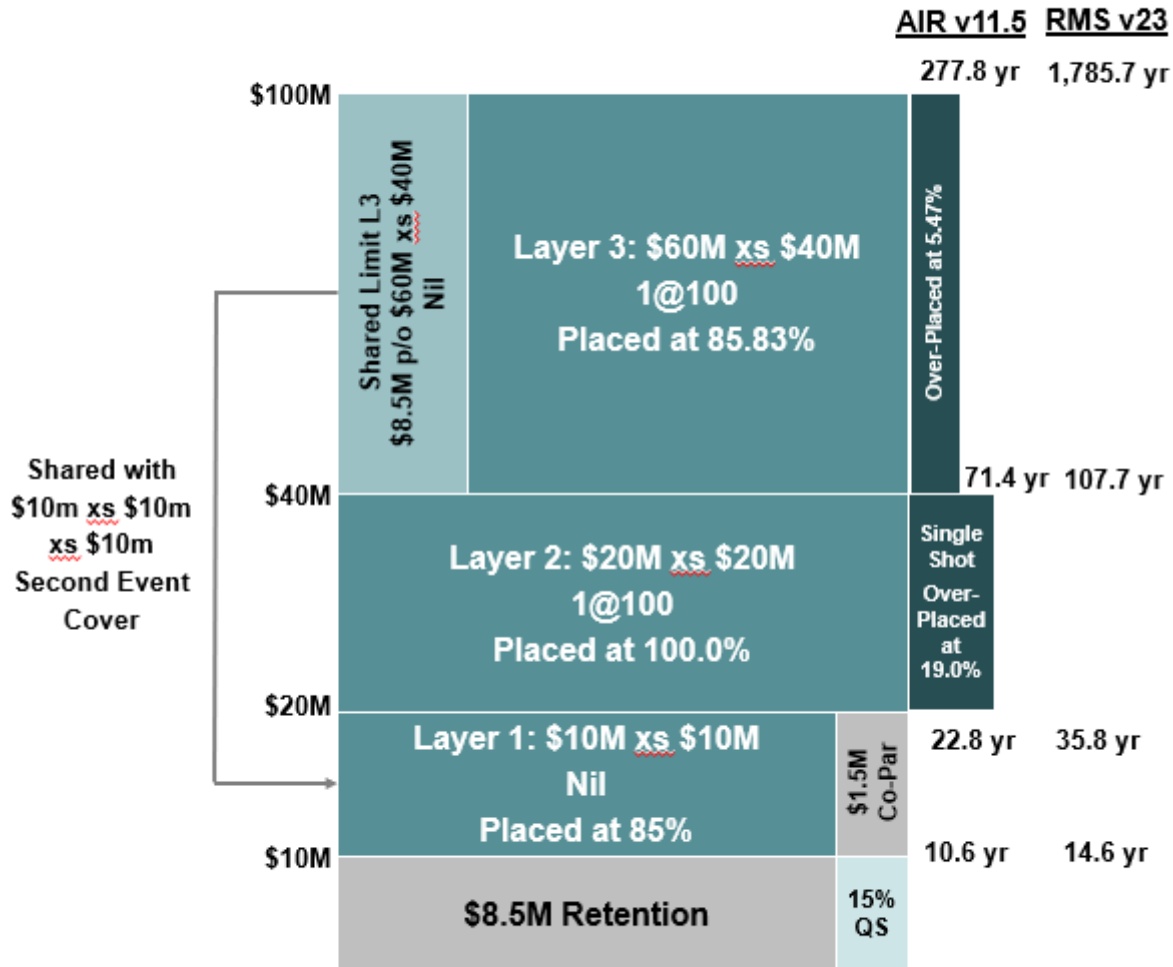 AIR v11.5 RMS v23
277.8 yr 1,785.7 yr
$100M
Shared Limit L3
$8.5M p/o $60M xs $40M
Nil
Layer 3: $60M xs $40M
1@100
Placed at 85.83%
Over-Placed at 5.47%
Shared with
$10m xs $10m
xs $10m
Second Event
Cover
$40M
71.4 yr 107.7 yr
Layer 2: $20M xs $20M
1@100
Placed at 100.0%
Single
Shot
Over-
Placed
at
19.0%
$20M
Layer 1: $10M xs $10M
Nil
Placed at 85%
$1.5M
Co-Par
22.8 yr 35.8 yr
$10M
10.6 yr 14.6 yr
$8.5M Retention
15%
QS